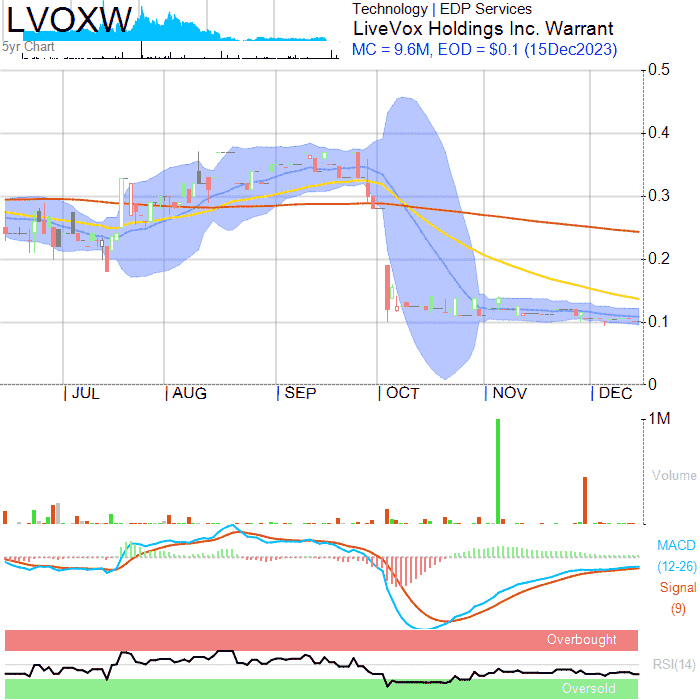 LVOXW
5yr Chart
Technology | EDP Services
LiveVox Holdings Inc. Warrant
MC = 9.6M, EOD = $0.1 (15Dec2023)
0.5
0.4
0.3
0.2
0.1
0
| JUL | AUG | SEP | OCT | NOV | DEC
1M
Volume
MACD
(12-26)
Signal
(9)
Overbought
RSI(14)
Oversold